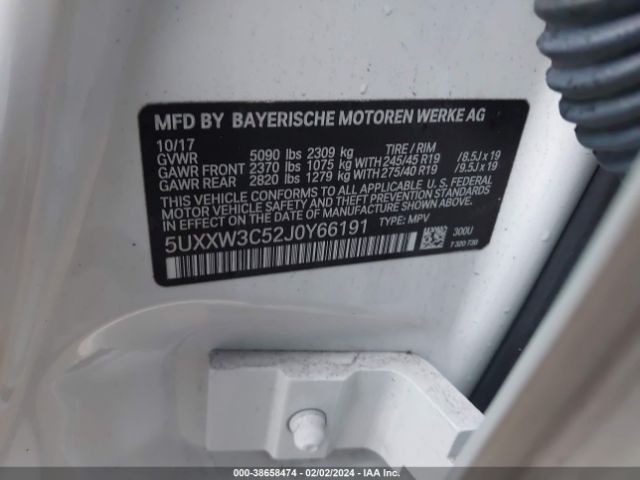 MFD BY BAYERISCHE MOTOREN WERKE AG
10/17 TIRE / RIM
GVWR 5090 lbs 2309 kg
GAWR FRONT 2370 lbs 1075 kg WITH 245/45 R19 /8.5J x 19
GAWR REAR 2820 lbs 1279 kg WITH 275/40 R19 /9.5J x 19
THIS VEHICLE CONFORMS TO ALL APPLICABLE U. S. FEDERAL
MOTOR VEHICLE SAFETY AND THEFT PREVENTION STANDARDS
IN EFFECT ON THE DATE OF MANUFACTURE SHOWN ABOVE.
5UXXW3C52J0Y66191 TYPE: MPV
300U
7 320 730
© - 38658474 - 02/02/2024 - IAA Inc.